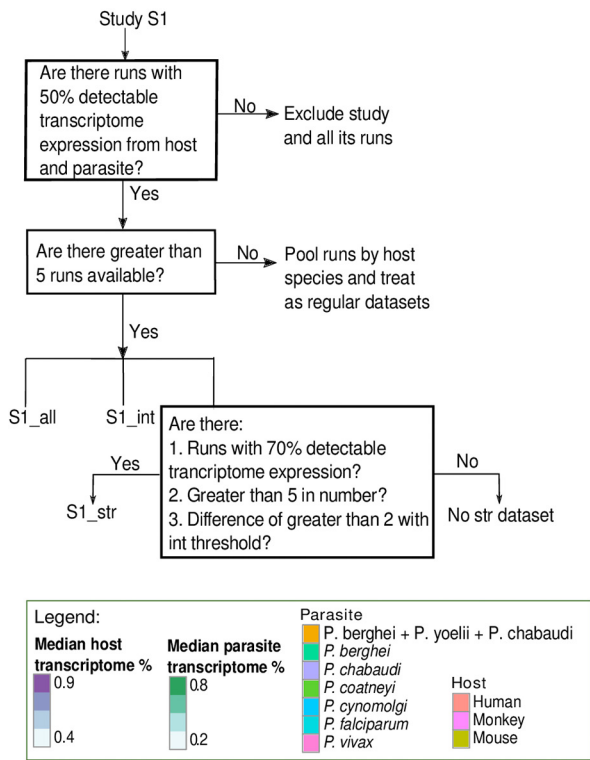 Study S1
Are there runs with
50% detectable
transcriptome
expression from host
and parasite?
No
Exclude study
and all its runs
Yes
Are there greater than
5 runs available?
No
Pool runs by host
species and treat
as regular datasets
Yes
S1_all
S1_int
Are there:
1. Runs with 70% detectable
trancriptome expression?
2. Greater than 5 in number?
3. Difference of greater than 2 with
int threshold?
Yes
S1_str
No
No str dataset
Legend:
Median host
transcriptome %
0.9
0.4
Median parasite
transcriptome %
0.8
0.2
Parasite
P. berghei + P. yoelii + P. chabaudi
P. berghei
P. chabaudi
P. coatneyi
P. cynomolgi
P. falciparum
P. vivax
Host
Human
Monkey
Mouse